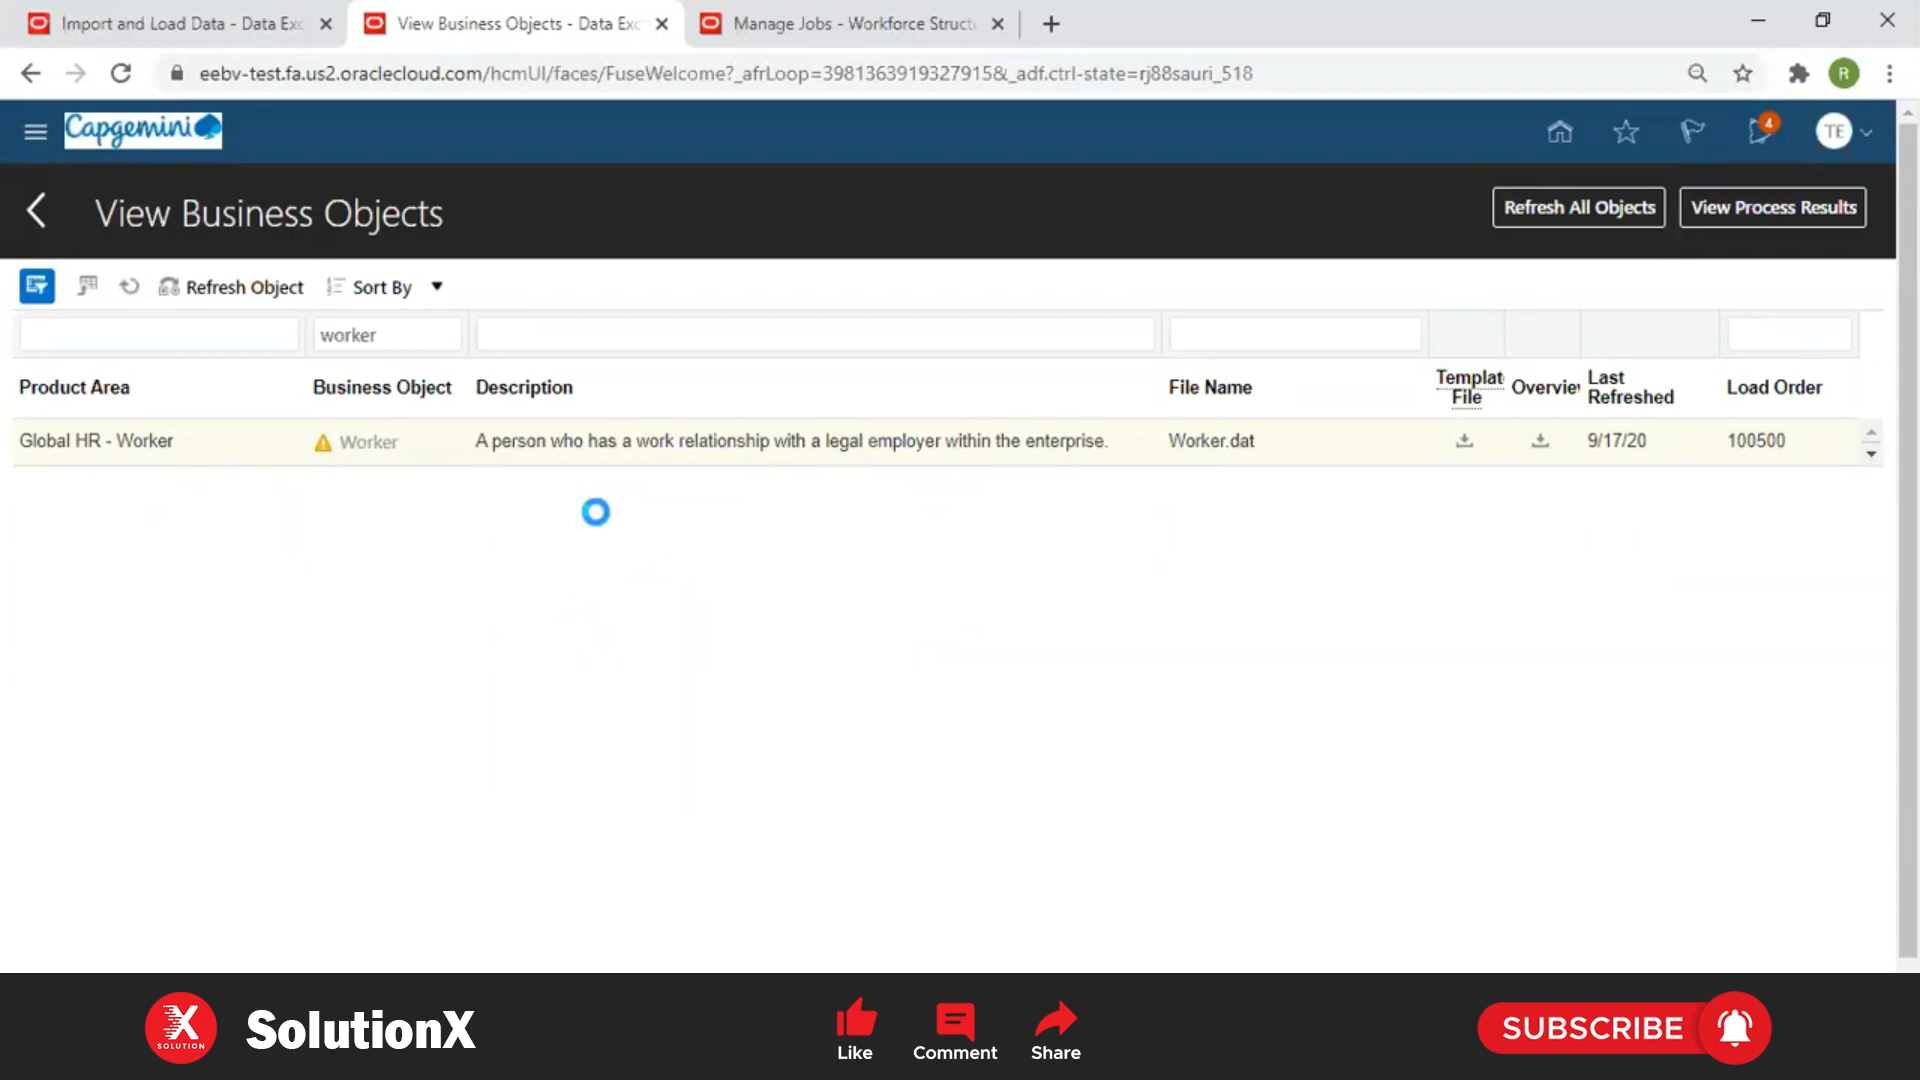 Import and Load Data - Data Exc
View Business Objects - Data Exc
Manage Jobs - Workforce Structu
eebv-test.fa.us2.oraclecloud.com/hcmUI/faces/FuseWelcome?_afrLoop=3981363919327915&_adf.ctrl-state=rj88sauri_518
R
Capgemini
4
TE
View Business Objects
Refresh All Objects
View Process Results
Refresh Object
Sort By
worker
Product Area
Business Object
Description
File Name
Templat
File
Overvie
Last
Refreshed
Load Order
Global HR - Worker
Worker
A person who has a work relationship with a legal employer within the enterprise.
Worker.dat
9/17/20
100500
X
SOLUTION
SolutionX
Like
Comment
Share
SUBSCRIBE